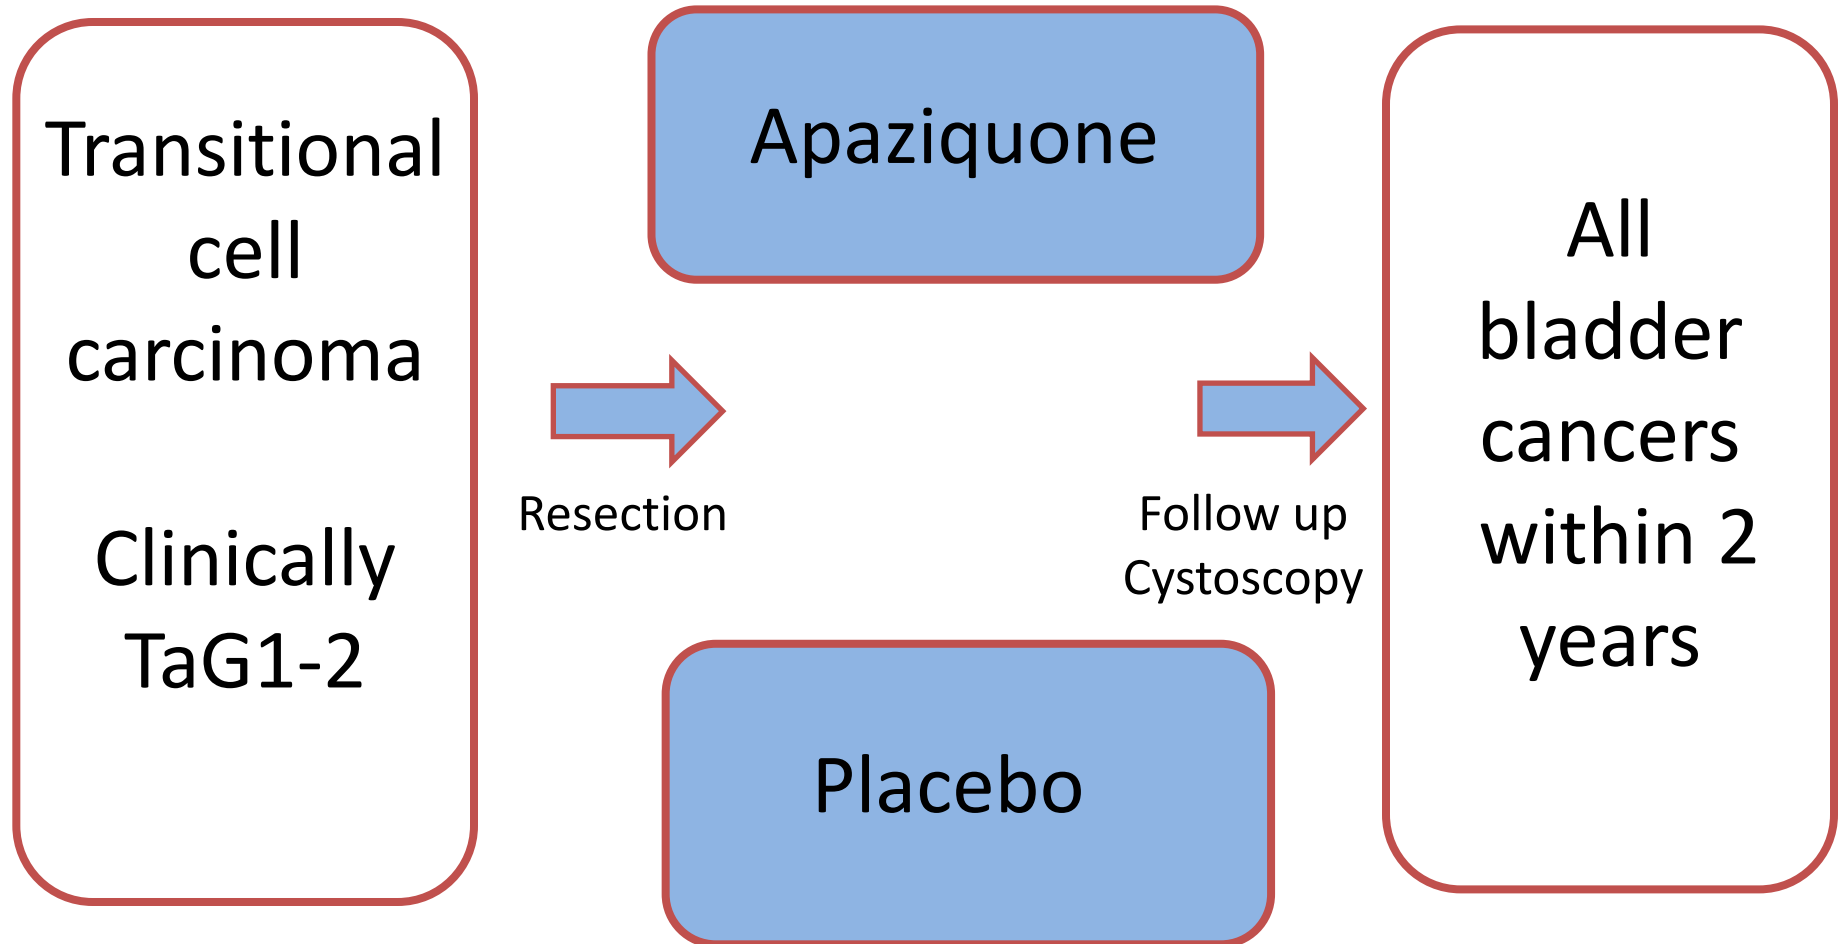 Transitional
cell
carcinoma
Clinically
TaG1-2
Resection
Apaziquone
Placebo
Follow up
Cystoscopy
All
bladder
cancers
within 2
years